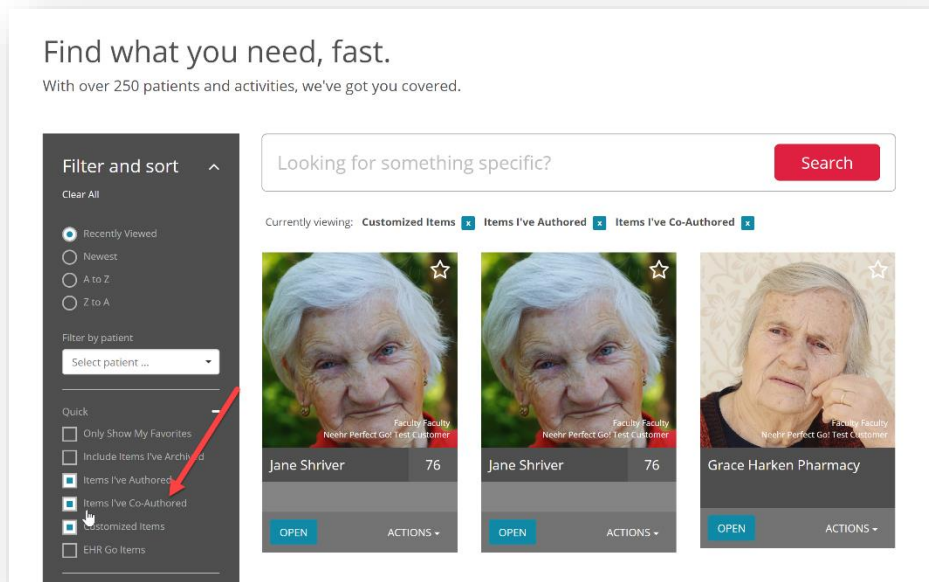 Find what you need, fast.
With over 250 patients and activities, we've got you covered.
Filter and sort
Clear All
Recently Viewed
Newest
A to Z
Z to A
Filter by patient
Select patient ...
Quick
Only Show My Favorites
Include Items I've Archived
Items I've Authored
Items I've Co-Authored
Customized Items
EHR Go Items
Looking for something specific?
Search
Currently viewing: Customized Items x Items I've Authored x Items I've Co-Authored x
Faculty Faculty
Neehr Perfect Go! Test Customer
Jane Shriver 76
OPEN ACTIONS
Faculty Faculty
Neehr Perfect Go! Test Customer
Jane Shriver 76
OPEN ACTIONS
Faculty Faculty
Neehr Perfect Go! Test Customer
Grace Harken Pharmacy
OPEN ACTIONS